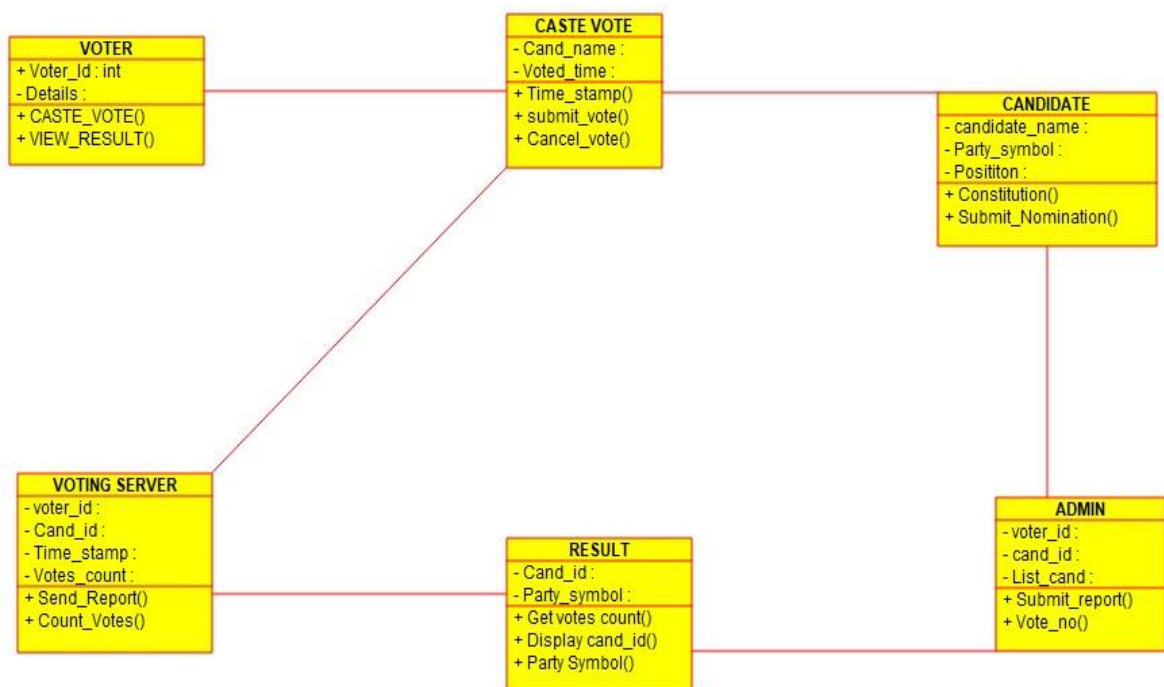 VOTER
+ Voter_Id : int
- Details :
+ CASTE_VOTE()
+ VIEW_RESULT()
CASTE VOTE
- Cand_name :
- Voted_time :
+ Time_stamp()
+ submit_vote()
+ Cancel_vote()
CANDIDATE
- candidate_name :
- Party_symbol :
- Posititon :
+ Constitution()
+ Submit_Nomination()
VOTING SERVER
- voter_id :
- Cand_id :
- Time_stamp :
- Votes_count :
+ Send_Report()
+ Count_Votes()
RESULT
- Cand_id :
- Party_symbol :
+ Get votes count()
+ Display cand_id()
+ Party Symbol()
ADMIN
- voter_id :
- cand_id :
- List_cand :
+ Submit_report()
+ Vote_no()